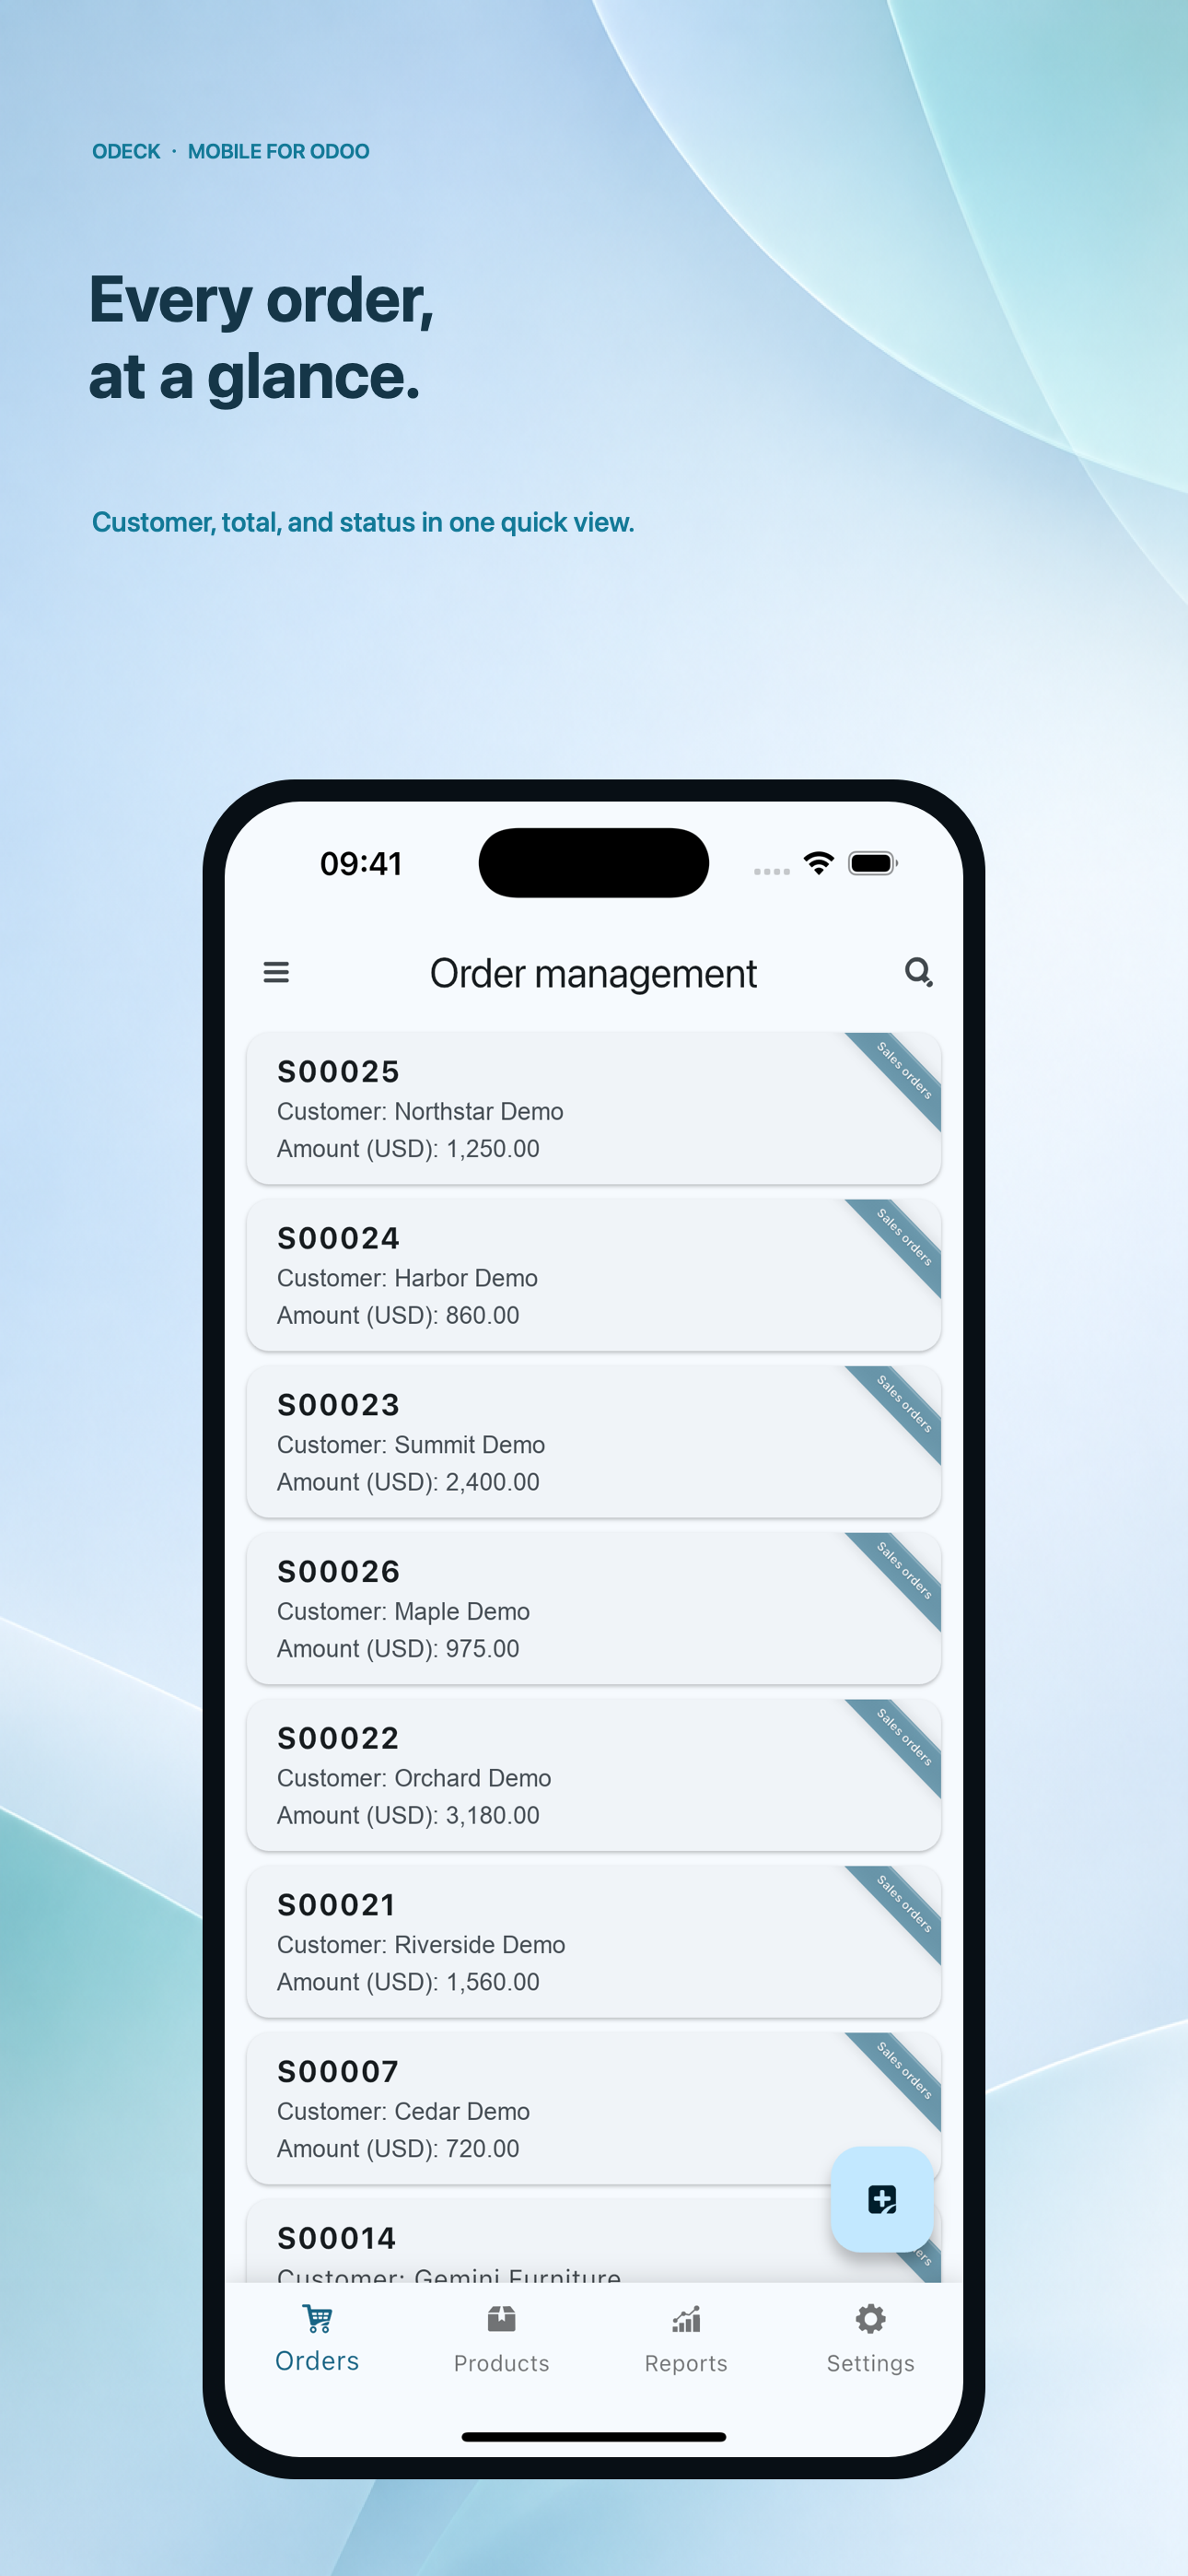 ODECK · MOBILE FOR ODOO
Every order,
at a glance.
Customer, total, and status in one quick view.
09:41
Order management
S00025
Sales orders
Customer: Northstar Demo
Amount (USD): 1,250.00
S00024
Sales orders
Customer: Harbor Demo
Amount (USD): 860.00
S00023
Sales orders
Customer: Summit Demo
Amount (USD): 2,400.00
S00026
Sales orders
Customer: Maple Demo
Amount (USD): 975.00
S00022
Sales orders
Customer: Orchard Demo
Amount (USD): 3,180.00
S00021
Sales orders
Customer: Riverside Demo
Amount (USD): 1,560.00
S00007
Sales orders
Customer: Cedar Demo
Amount (USD): 720.00
S00014
Customer: Gemini Furniture
Orders
Products
Reports
Settings